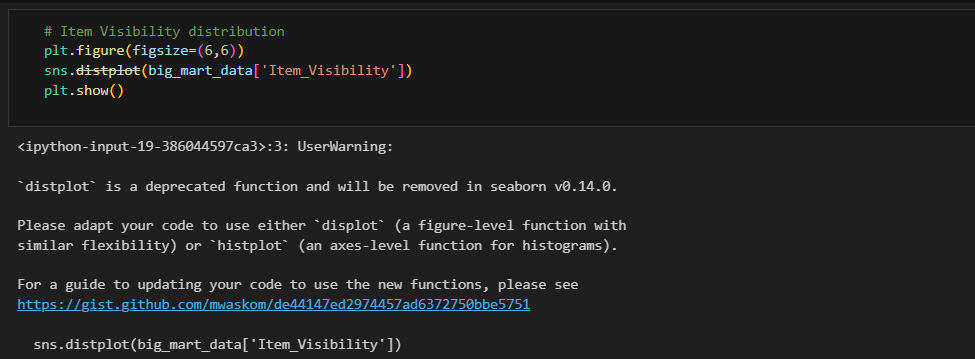 # Item Visibility distribution
plt.figure(figsize=(6,6))
sns.distplot(big_mart_data['Item_Visibility'])
plt.show()
<ipython-input-19-386044597ca3>:3: UserWarning:
`distplot` is a deprecated function and will be removed in seaborn v0.14.0.
Please adapt your code to use either `displot` (a figure-level function with
similar flexibility) or `histplot` (an axes-level function for histograms).
For a guide to updating your code to use the new functions, please see
https://gist.github.com/mwaskom/de44147ed2974457ad6372750bbe5751
sns.distplot(big_mart_data['Item_Visibility'])